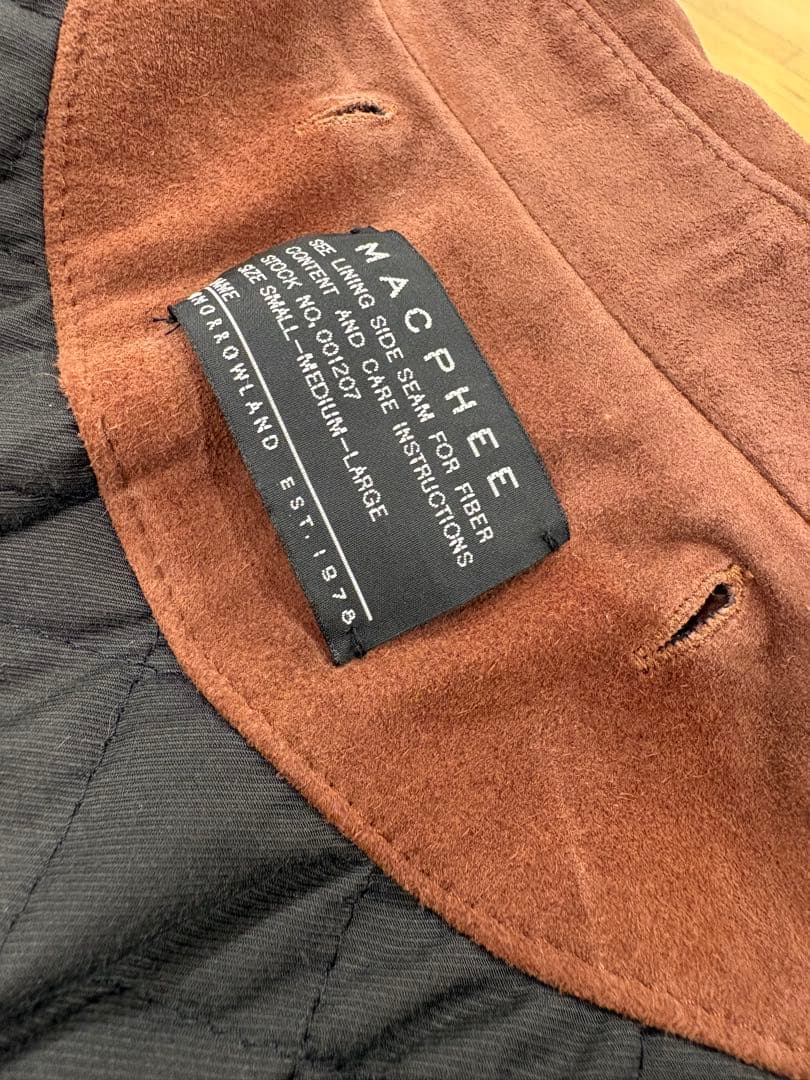 MACPHEE
SEE LINING SIDE SEAM FOR FIBER
CONTENT AND CARE INSTRUCTIONS
STOCK NO, 001207
SIZE SMALL-MEDIUM-LARGE
EST. 1978